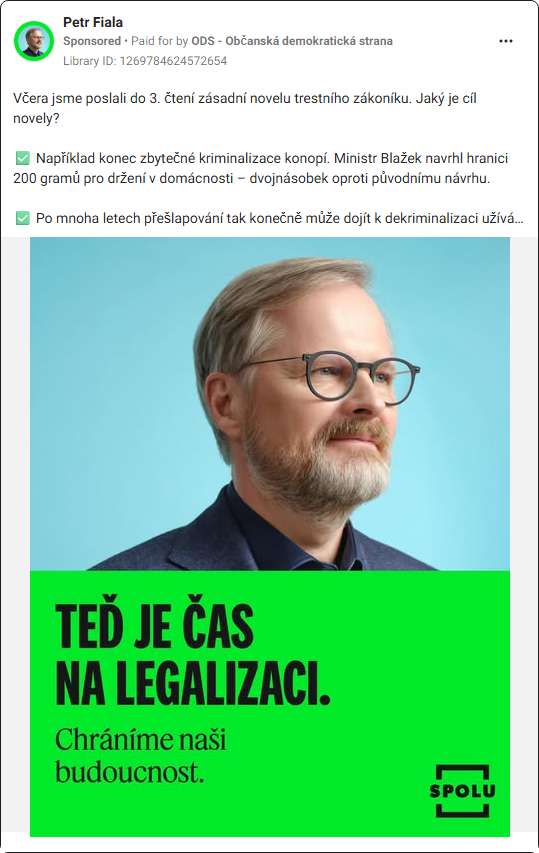 Petr Fiala
Sponsored • Paid for by ODS - Občanská demokratická strana
Library ID: 1269784624572654
Včera jsme poslali do 3. čtení zásadní novelu trestního zákoníku. Jaký je cíl
novely?
✅ Například konec zbytečné kriminalizace konopí. Ministr Blažek navrhl hranici
200 gramů pro držení v domácnosti – dvojnásobek oproti původnímu návrhu.
✅ Po mnoha letech přešlapování tak konečně může dojít k dekriminalizaci užívá...
TEĎ JE ČAS
NA LEGALIZACI.
Chráníme naši
budoucnost.
SPOLU